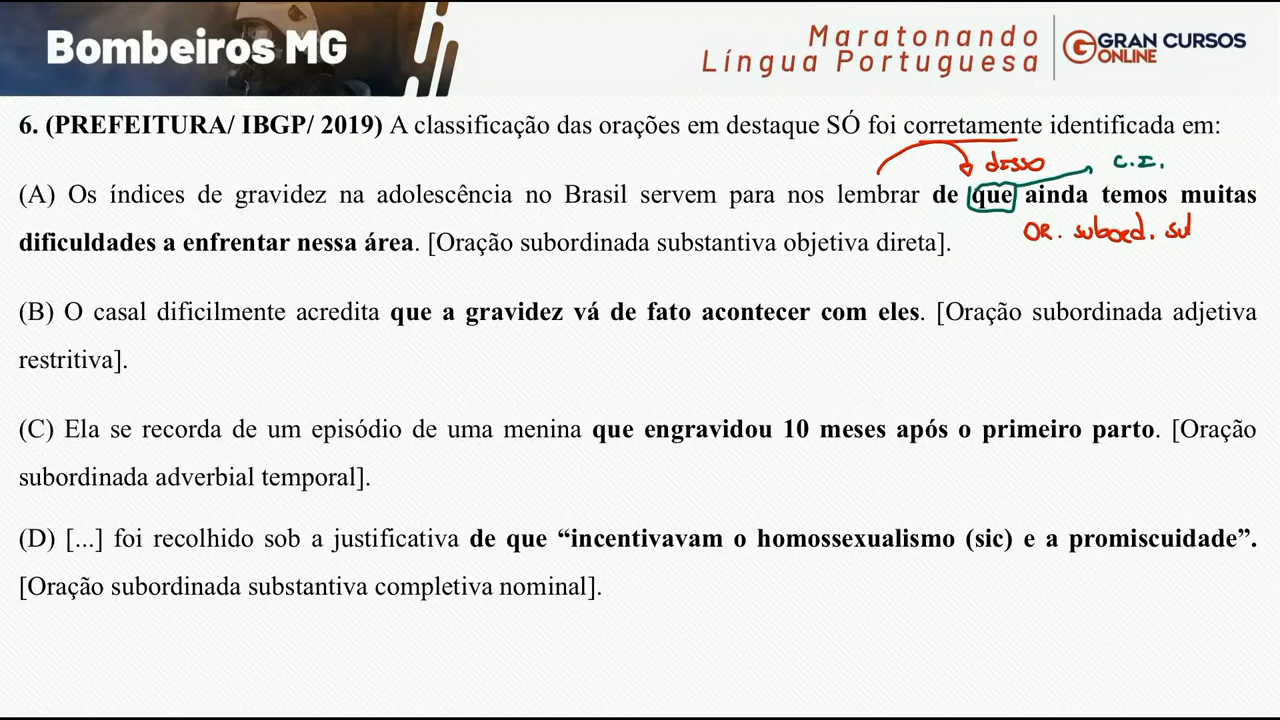 Bombeiros MG
Maratonando
Língua Portuguesa
GRAN CURSOS
ONLINE
6. (PREFEITURA/ IBGP/ 2019) A classificação das orações em destaque SÓ foi corretamente identificada em:
disso C.I.
(A) Os índices de gravidez na adolescência no Brasil servem para nos lembrar de que ainda temos muitas
OR. subord. sul
dificuldades a enfrentar nessa área. [Oração subordinada substantiva objetiva direta].
(B) O casal dificilmente acredita que a gravidez vá de fato acontecer com eles. [Oração subordinada adjetiva
restritiva].
(C) Ela se recorda de um episódio de uma menina que engravidou 10 meses após o primeiro parto. [Oração
subordinada adverbial temporal].
(D) [...] foi recolhido sob a justificativa de que “incentivavam o homossexualismo (sic) e a promiscuidade”.
[Oração subordinada substantiva completiva nominal].